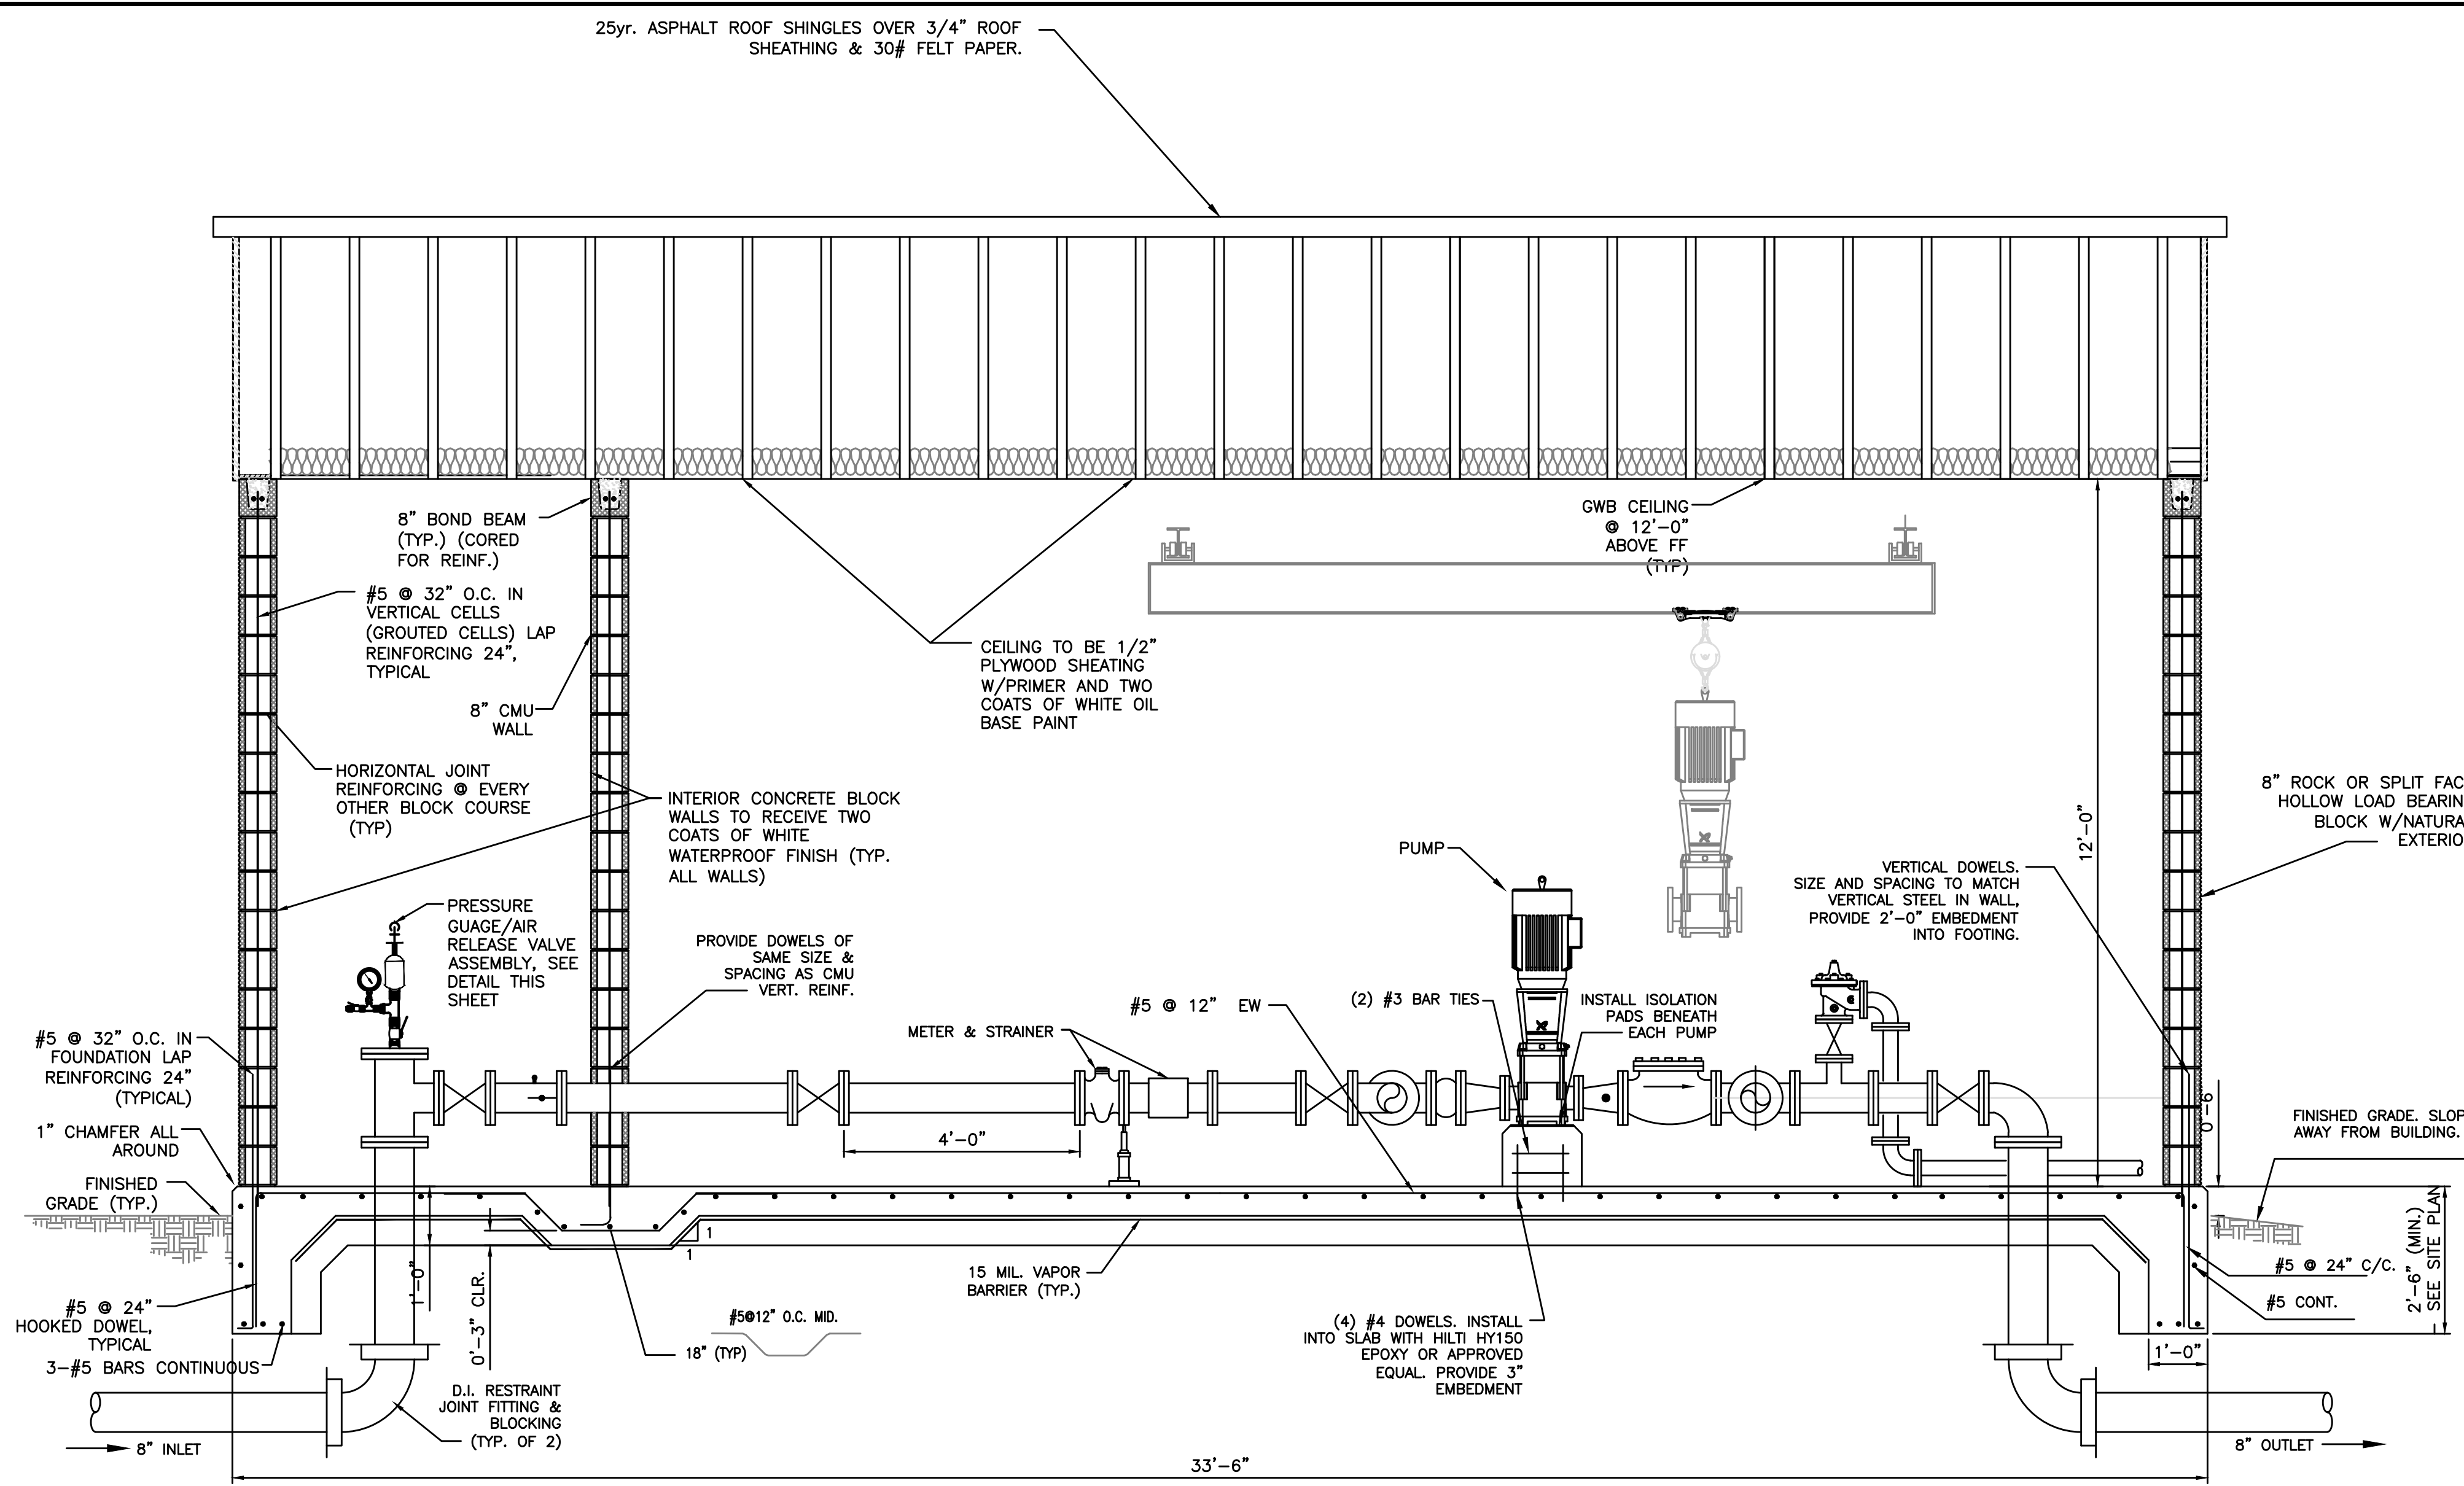 25yr. ASPHALT ROOF SHINGLES OVER 3/4" ROOF
SHEATHING & 30# FELT PAPER.
8" BOND BEAM
(TYP.) (CORED
FOR REINF.)
#5 @ 32" O.C. IN
VERTICAL CELLS
(GROUTED CELLS) LAP
REINFORCING 24",
TYPICAL
8" CMU
WALL
HORIZONTAL JOINT
REINFORCING @ EVERY
OTHER BLOCK COURSE
(TYP)
INTERIOR CONCRETE BLOCK
WALLS TO RECEIVE TWO
COATS OF WHITE
WATERPROOF FINISH (TYP.
ALL WALLS)
CEILING TO BE 1/2"
PLYWOOD SHEATING
W/PRIMER AND TWO
COATS OF WHITE OIL
BASE PAINT
GWB CEILING
@ 12'-0"
ABOVE FF
(TYP)
12'-0"
8" ROCK OR SPLIT FAC
HOLLOW LOAD BEARIN
BLOCK W/NATURA
EXTERIO
PUMP
VERTICAL DOWELS.
SIZE AND SPACING TO MATCH
VERTICAL STEEL IN WALL,
PROVIDE 2'-0" EMBEDMENT
INTO FOOTING.
PRESSURE
GUAGE/AIR
RELEASE VALVE
ASSEMBLY, SEE
DETAIL THIS
SHEET
PROVIDE DOWELS OF
SAME SIZE &
SPACING AS CMU
VERT. REINF.
METER & STRAINER
#5 @ 12" EW
(2) #3 BAR TIES
INSTALL ISOLATION
PADS BENEATH
EACH PUMP
#5 @ 32" O.C. IN
FOUNDATION LAP
REINFORCING 24"
(TYPICAL)
1" CHAMFER ALL
AROUND
FINISHED
GRADE (TYP.)
4'-0"
0-6
FINISHED GRADE. SLOP
AWAY FROM BUILDING.
#5 @ 24"
HOOKED DOWEL,
TYPICAL
3-#5 BARS CONTINUOUS
1'-0"
0'-3" CLR.
1
1
15 MIL. VAPOR
BARRIER (TYP.)
#5@12" O.C. MID.
18" (TYP)
(4) #4 DOWELS. INSTALL
INTO SLAB WITH HILTI HY150
EPOXY OR APPROVED
EQUAL. PROVIDE 3"
EMBEDMENT
#5 @ 24" C/C.
#5 CONT.
2'-6" (MIN.)
SEE SITE PLAN
1'-0"
D.I. RESTRAINT
JOINT FITTING &
BLOCKING
(TYP. OF 2)
8" INLET
8" OUTLET
33'-6"